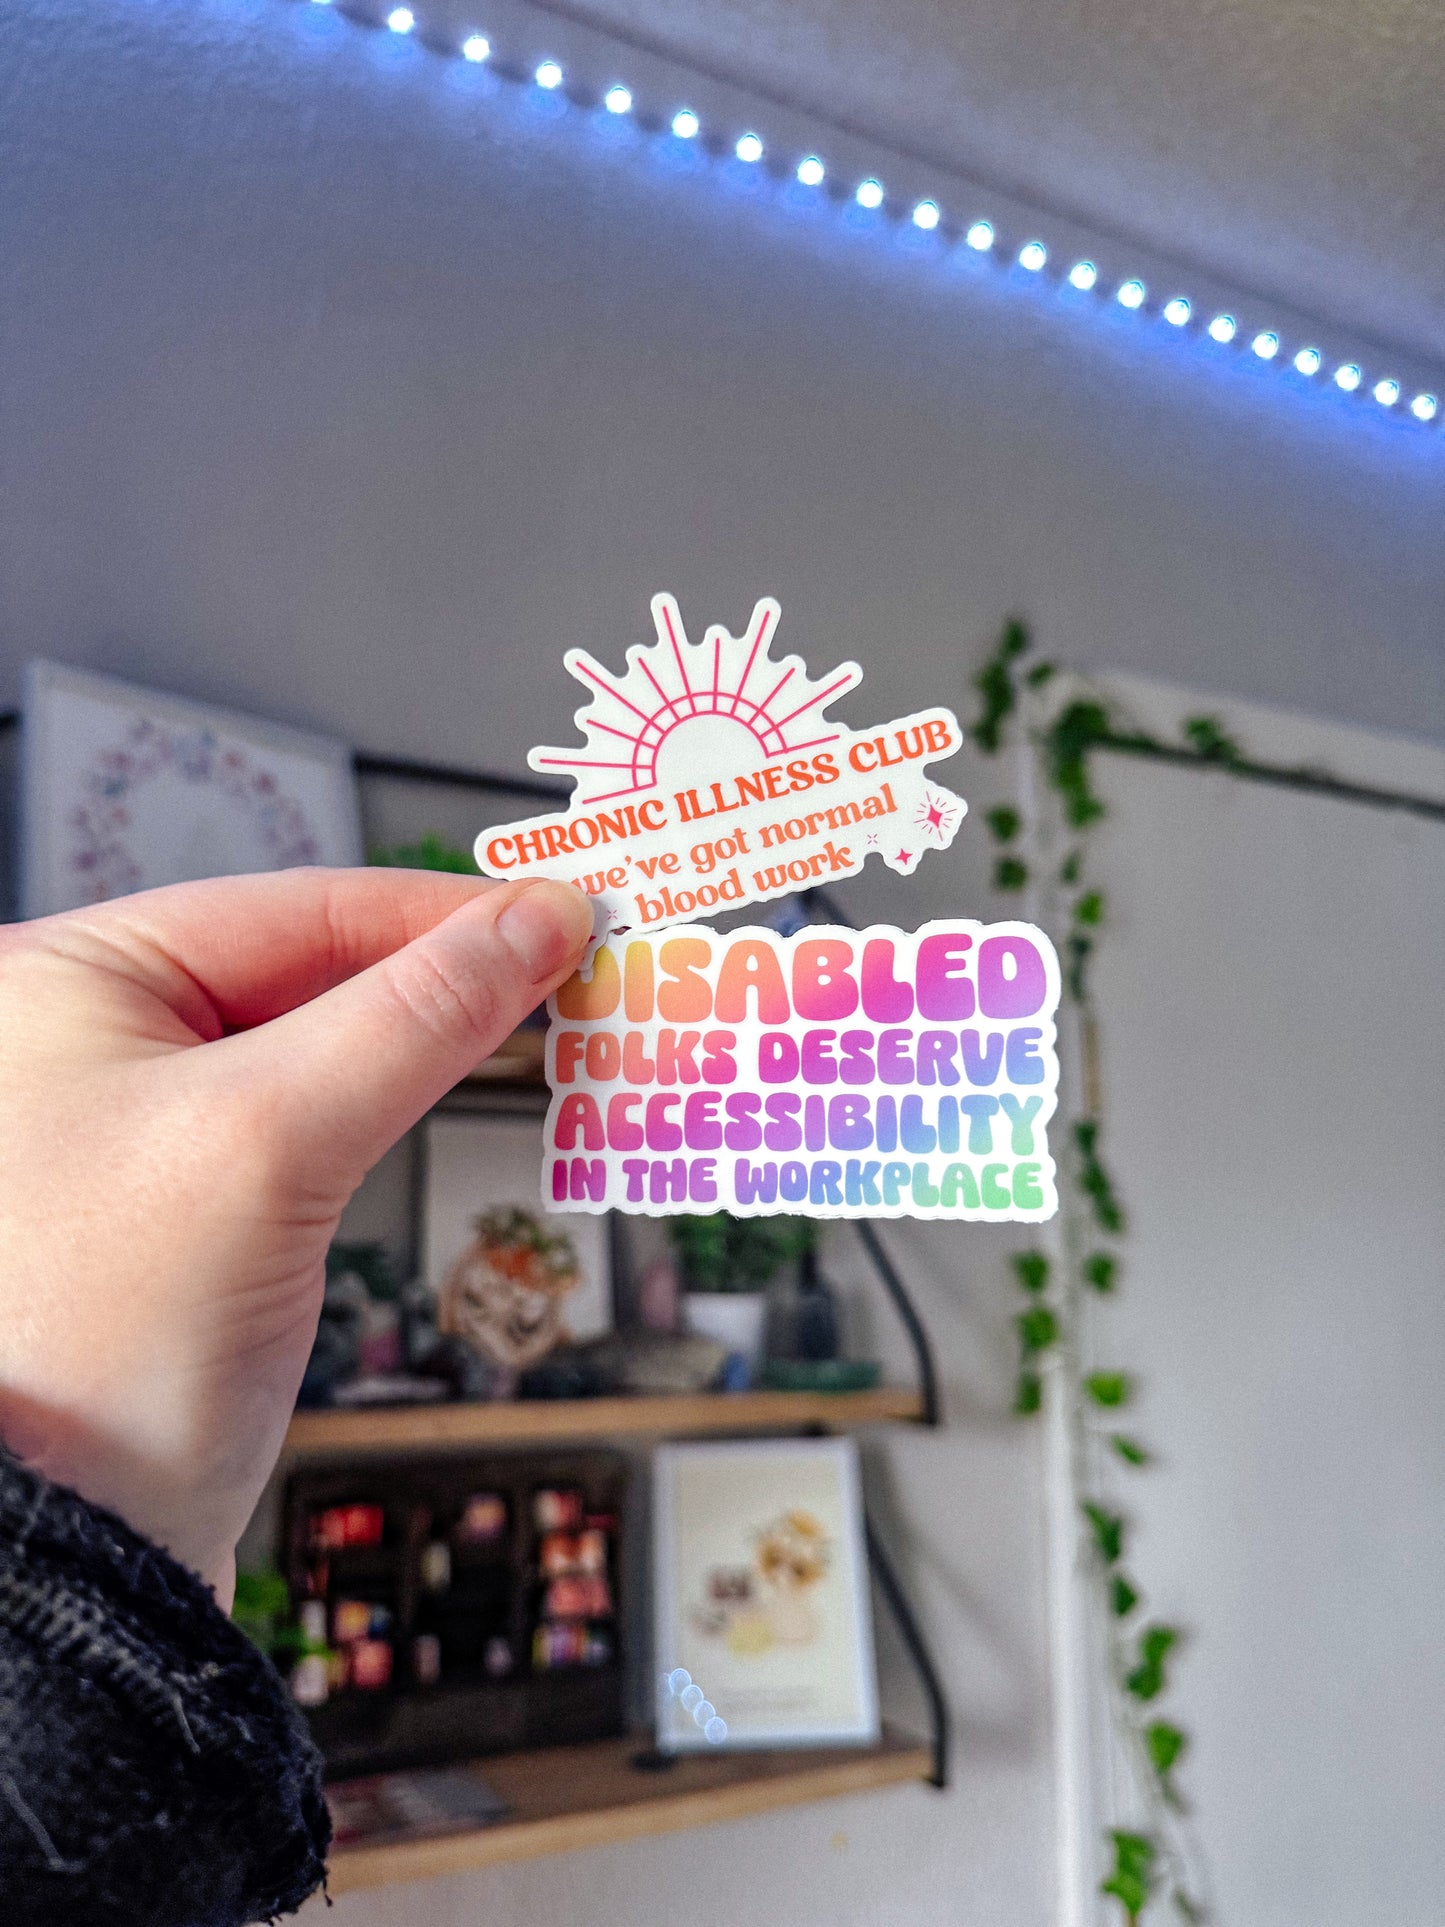 CHRONIC ILLNESS CLUB
we've got normal
blood work
DISABLED
FOLKS DESERVE
ACCESSIBILITY
IN THE WORKPLACE